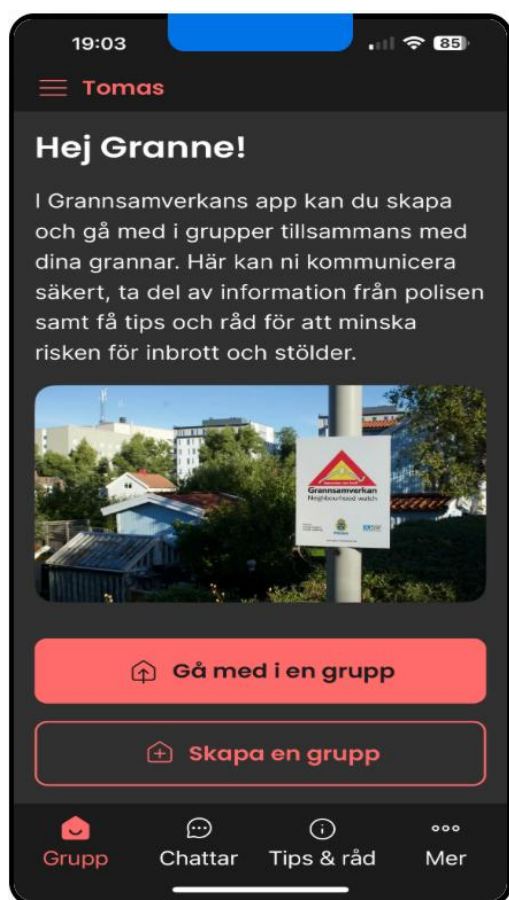 19:03
85
Tomas
Hej Granne!
I Grannsamverkans app kan du skapa
och gå med i grupper tillsammans med
dina grannar. Här kan ni kommunicera
säkert, ta del av information från polisen
samt få tips och råd för att minska
risken för inbrott och stölder.
Grannsamverkan
Neighbourhood watch
Gå med i en grupp
Skapa en grupp
Grupp
Chattar
Tips & råd
Mer